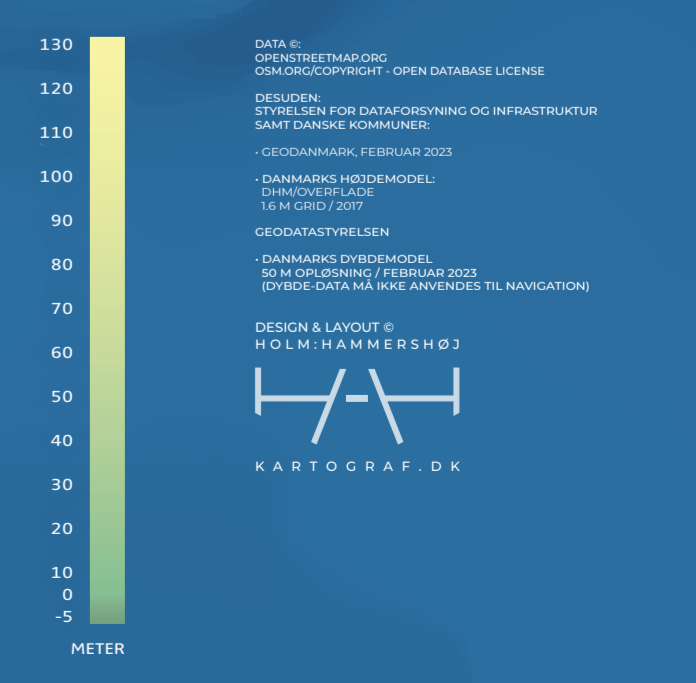 130
120
110
100
90
80
70
60
50
40
30
20
10
0
-5
METER
DATA ©:
OPENSTREETMAP.ORG
OSM.ORG/COPYRIGHT - OPEN DATABASE LICENSE
DESUDEN:
STYRELSEN FOR DATAFORSYNING OG INFRASTRUKTUR
SAMT DANSKE KOMMUNER:
• GEODANMARK, FEBRUAR 2023
• DANMARKS HØJDEMODEL:
DHM/OVERFLADE
1.6 M GRID / 2017
GEODATASTYRELSEN
• DANMARKS DYBDEMODEL
50 M OPLØSNING / FEBRUAR 2023
(DYBDE-DATA MÅ IKKE ANVENDES TIL NAVIGATION)
DESIGN & LAYOUT ©
HOLM:HAMMERSHØJ
KARTOGRAF.DK